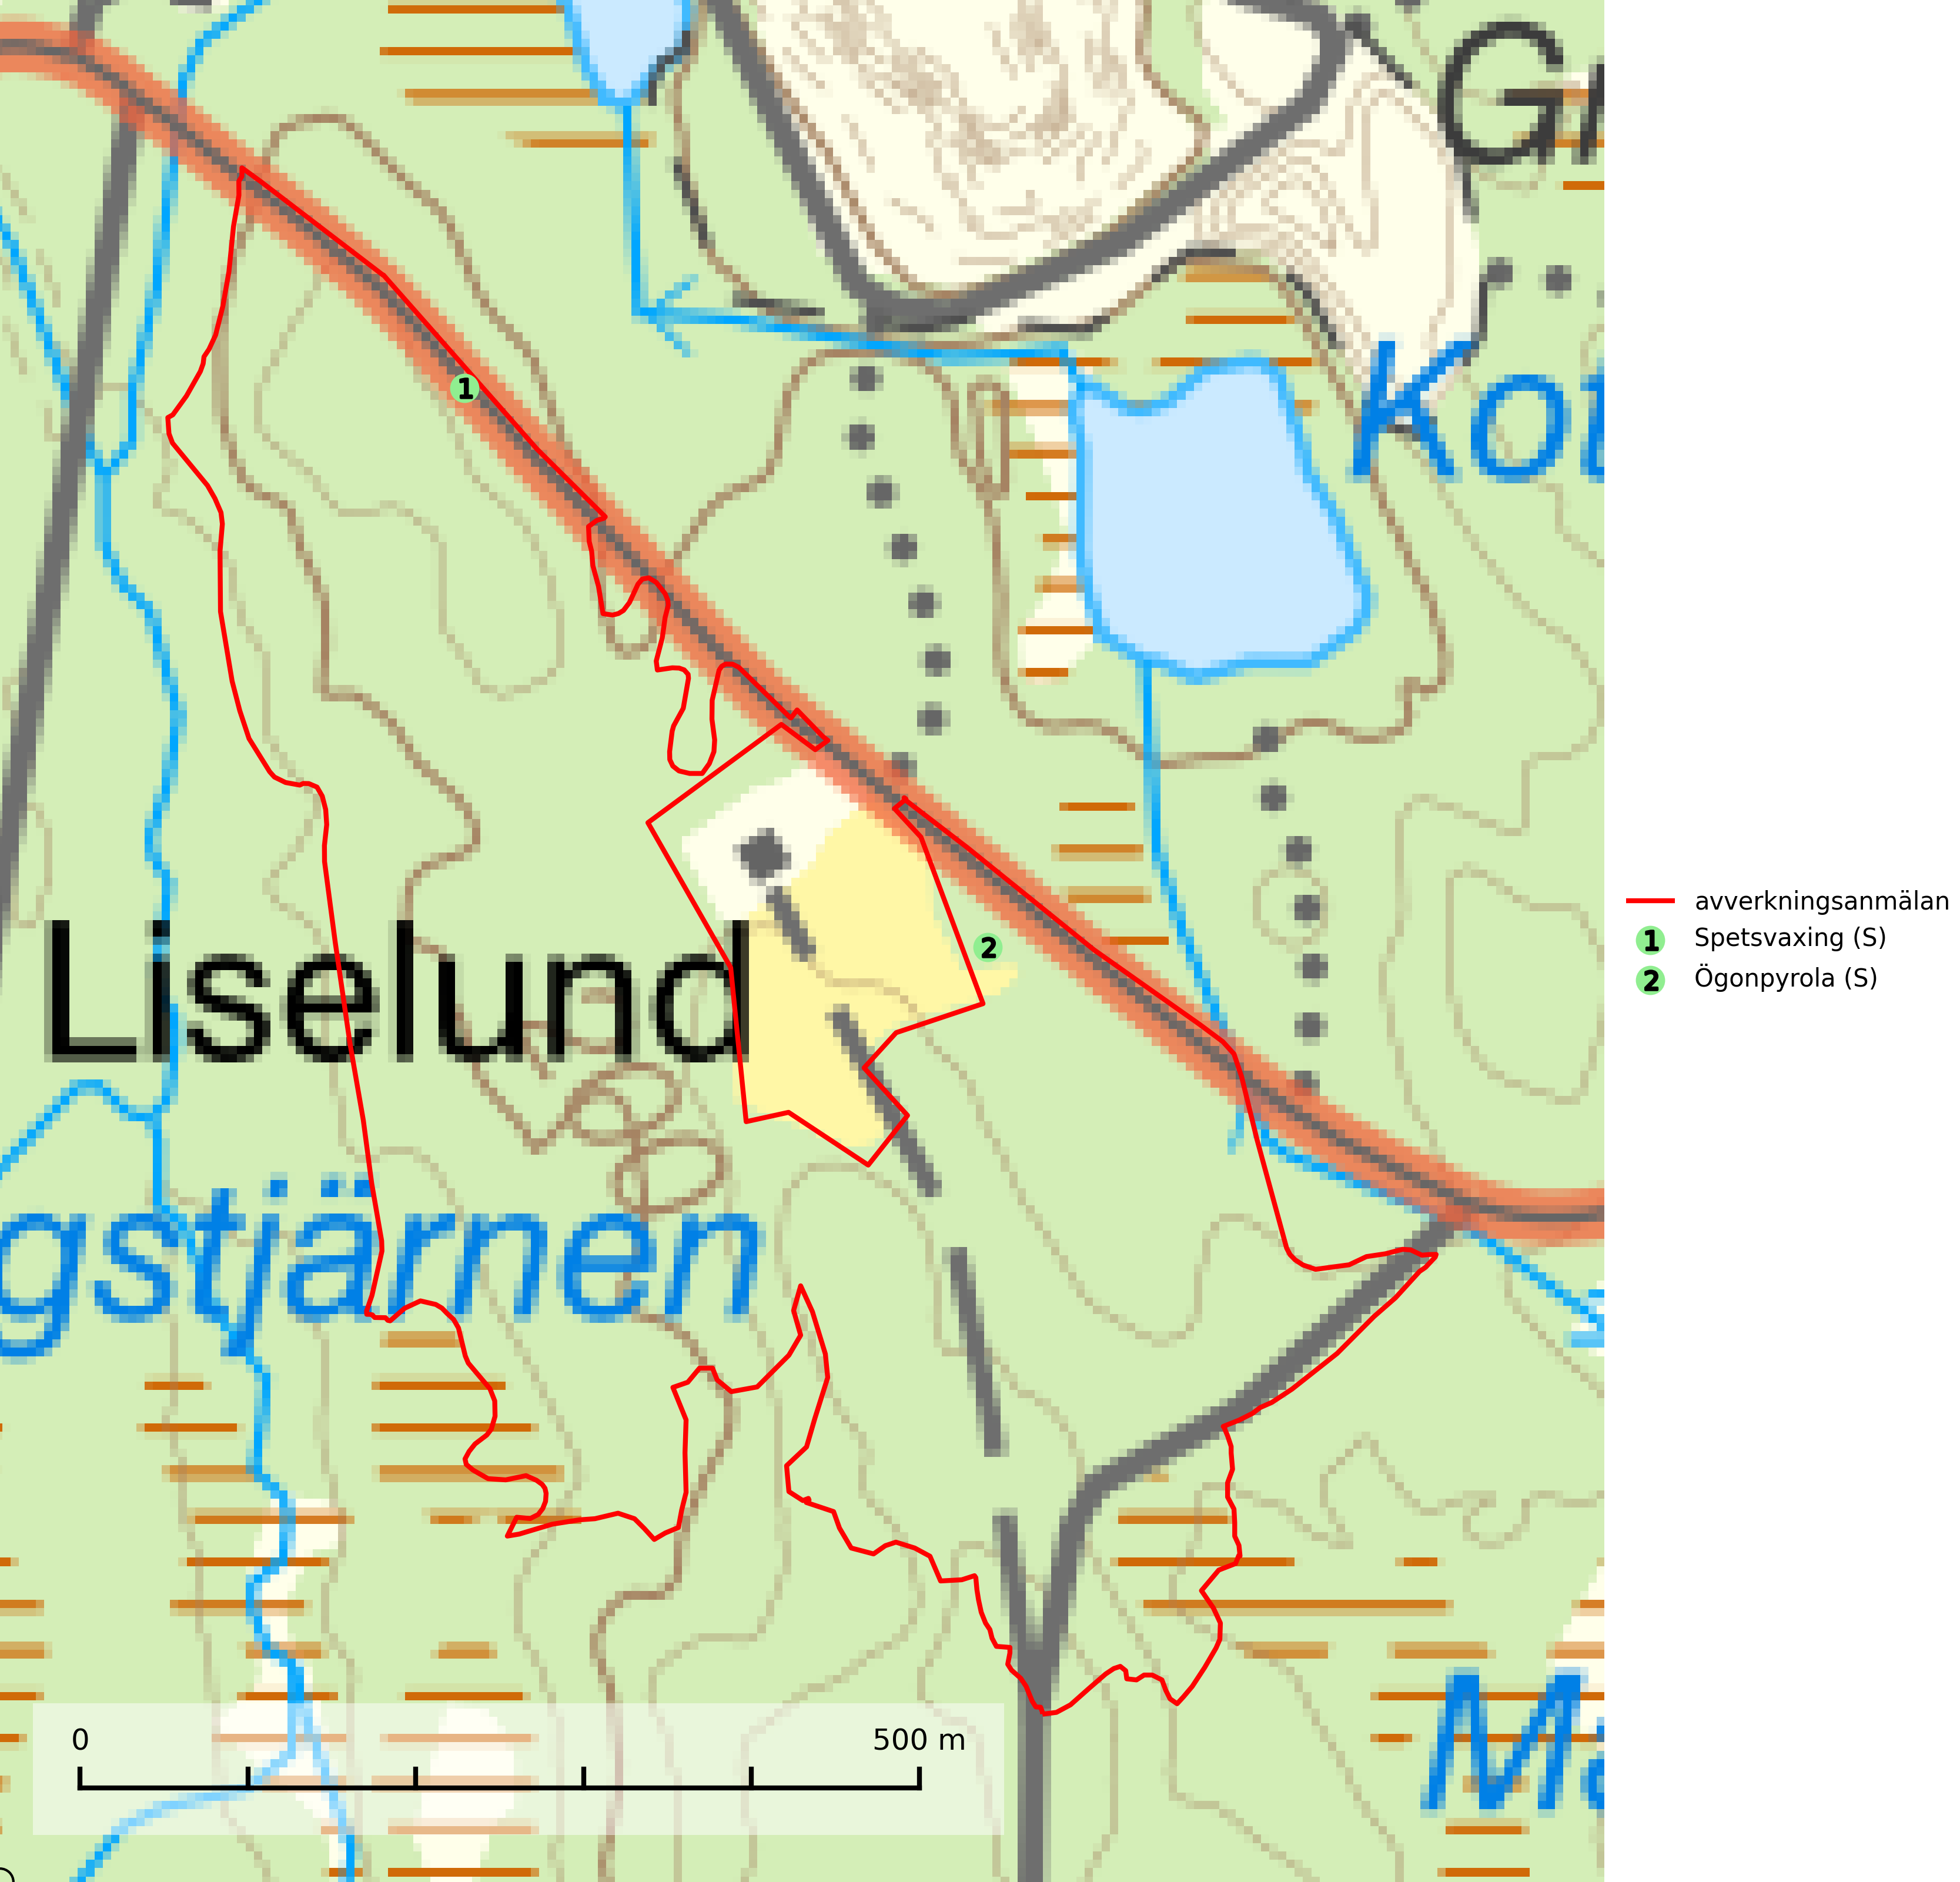 1
Liselund
2
gstjärnen
0
500 m
avverkningsanmälan
1 Spetsvaxing (S)
2 Ögonpyrola (S)